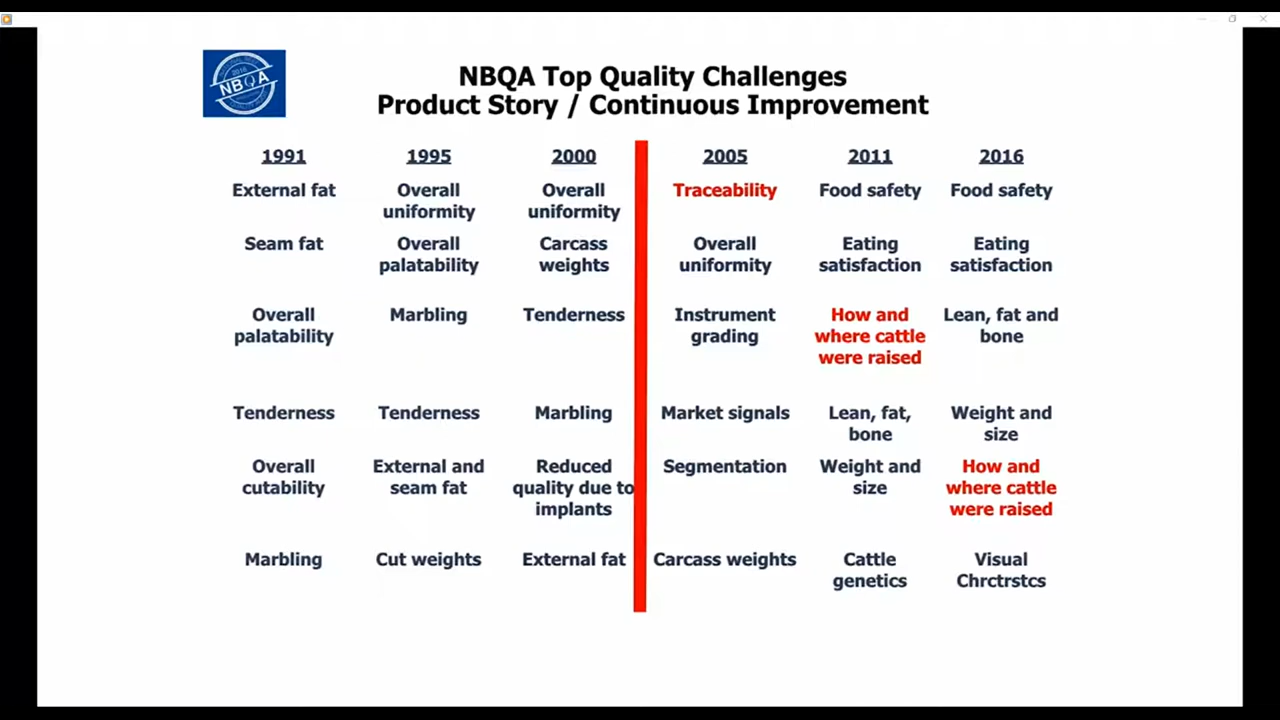 NBQA
2016
NBQA Top Quality Challenges
Product Story / Continuous Improvement
1991 1995 2000 2005 2011 2016
External fat Overall Overall Traceability Food safety Food safety
uniformity uniformity
Seam fat Overall Carcass Overall Eating Eating
palatability weights uniformity satisfaction satisfaction
Overall Marbling Tenderness Instrument How and Lean, fat and
palatability grading where cattle bone
were raised
Tenderness Tenderness Marbling Market signals Lean, fat, Weight and
bone size
Overall External and Reduced Segmentation Weight and How and
cutability seam fat quality due to size where cattle
implants were raised
Marbling Cut weights External fat Carcass weights Cattle Visual
genetics Chrctrstcs